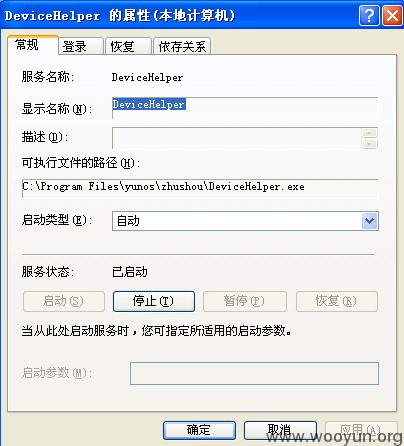 DeviceHelper 的属性(本地计算机)
常规 登录 恢复 依存关系
服务名称: DeviceHelper
显示名称(N): DeviceHelper
描述(D):
可执行文件的路径(H):
C:\Program Files\yunos\zhushou\DeviceHelper.exe
启动类型(E): 自动
服务状态: 已启动
启动(S) 停止(T) 暂停(P) 恢复(R)
当从此处启动服务时，您可指定所适用的启动参数。
启动参数(M):
确定 取消 应用(A)
www.wooyun.org